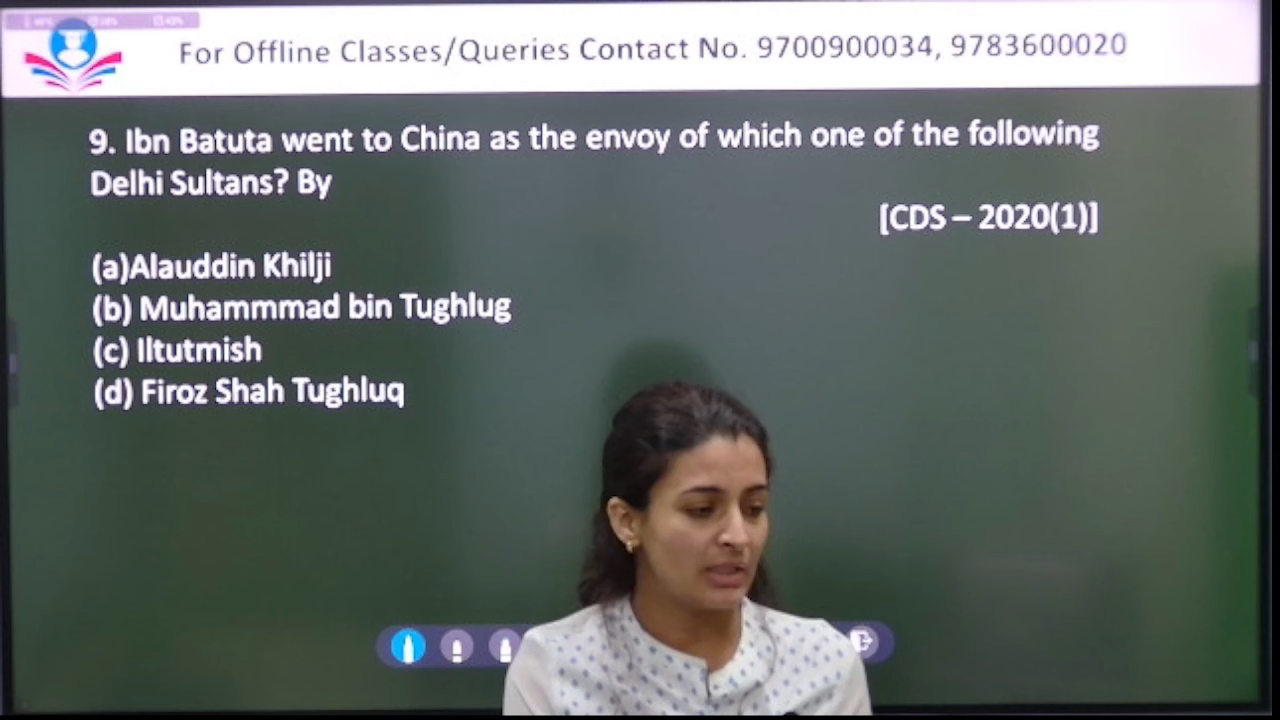 For Offline Classes/Queries Contact No. 9700900034, 9783600020
9. Ibn Batuta went to China as the envoy of which one of the following
Delhi Sultans? By
[CDS – 2020(1)]
(a)Alauddin Khilji
(b) Muhammmad bin Tughlug
(c) Iltutmish
(d) Firoz Shah Tughluq